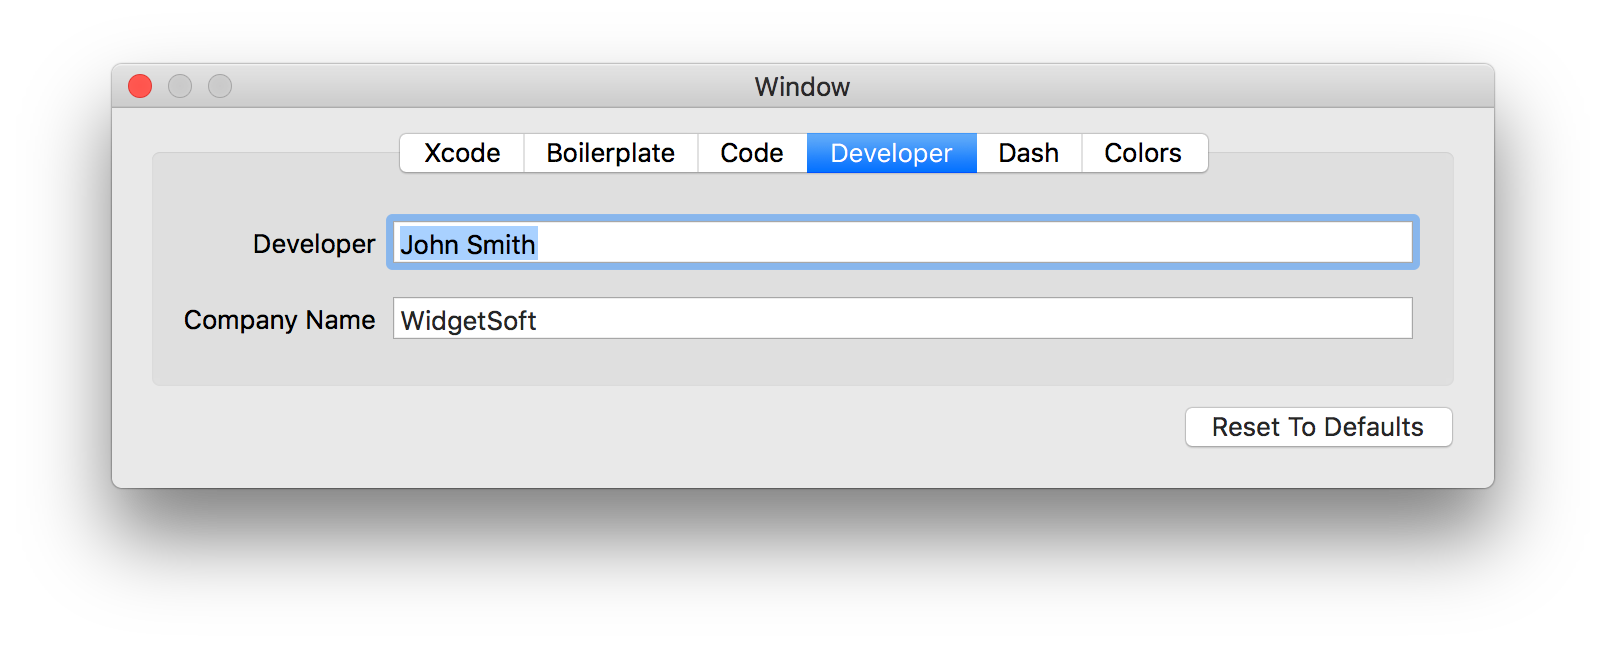 Window
Xcode Boilerplate Code Developer Dash Colors
Developer John Smith
Company Name WidgetSoft
Reset To Defaults